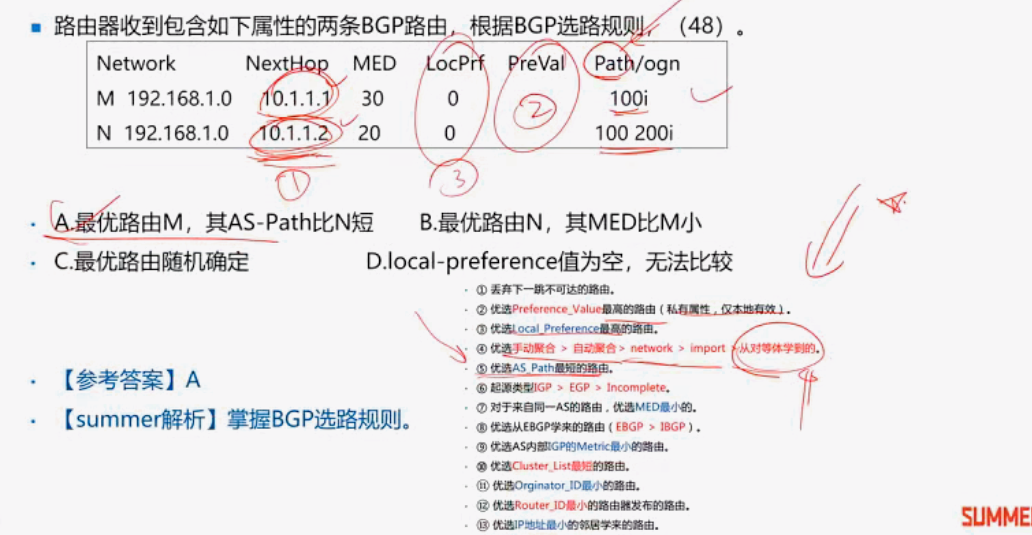 路由器收到包含如下属性的两条BGP路由，根据BGP选路规则，（48）。
Network NextHop MED LocPrf PreVal Path/ogn
M 192.168.1.0 10.1.1.1 30 0 100i
N 192.168.1.0 10.1.1.2 20 0 100 200i
① ② ③
A.最优路由M，其AS-Path比N短 B.最优路由N，其MED比M小
C.最优路由随机确定 D.local-preference值为空，无法比较
① 丢弃下一跳不可达的路由。
② 优选Preference_Value最高的路由（私有属性，仅本地有效）。
③ 优选Local_Preference最高的路由。
④ 优选手动聚合 > 自动聚合 > network > import > 从对等体学到的。
⑤ 优选AS_Path最短的路由。
⑥ 起源类型IGP > EGP > Incomplete。
⑦ 对于来自同一AS的路由，优选MED最小的。
⑧ 优选从EBGP学来的路由（EBGP > IBGP）。
⑨ 优选AS内部IGP的Metric最小的路由。
⑩ 优选Cluster_List最短的路由。
⑪ 优选Orginator_ID最小的路由。
⑫ 优选Router_ID最小的路由器发布的路由。
⑬ 优选IP地址最小的邻居学来的路由。
【参考答案】A
【summer解析】掌握BGP选路规则。
SUMME